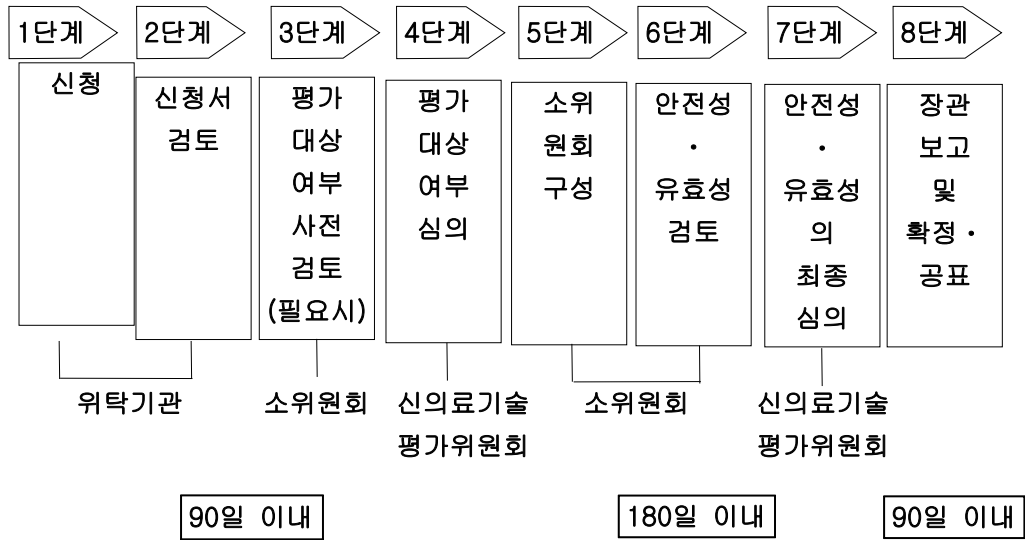 1단계
2단계
3단계
4단계
5단계
6단계
7단계
8단계
신청
신청서
검토
평가
대상
여부
사전
검토
(필요시)
평가
대상
여부
심의
소위
원회
구성
안전성
·
유효성
검토
안전성
·
유효성
의
최종
심의
장관
보고
및
확정·
공표
위탁기관
소위원회
신의료기술
평가위원회
소위원회
신의료기술
평가위원회
90일 이내
180일 이내
90일 이내